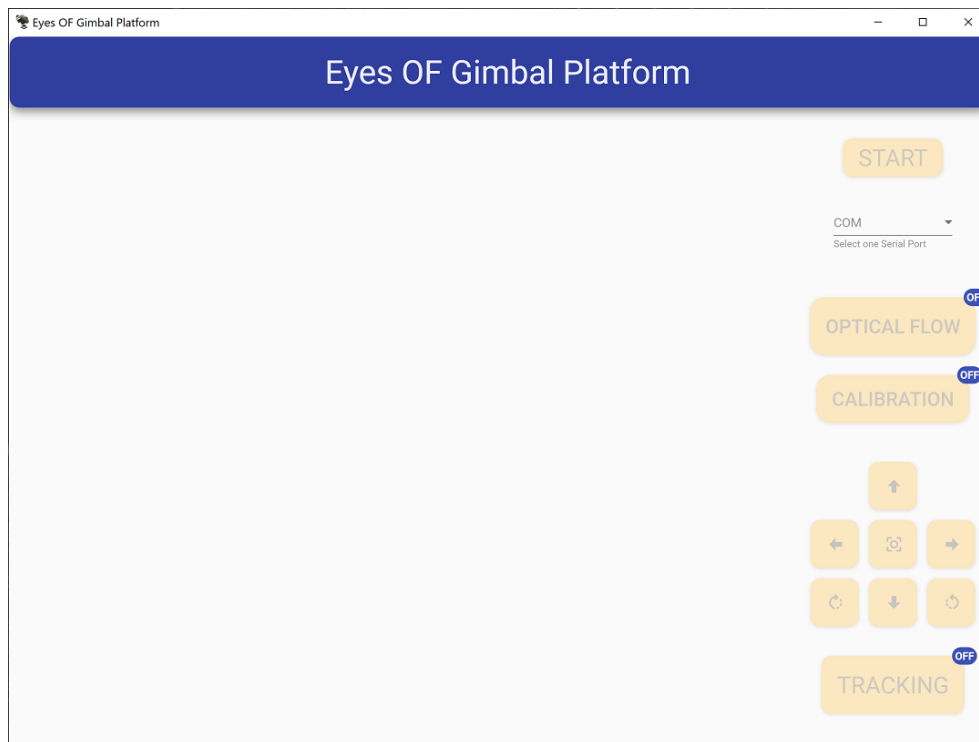 Eyes OF Gimbal Platform
Eyes OF Gimbal Platform
START
COM
Select one Serial Port
OF
OPTICAL FLOW
OFF
CALIBRATION
OFF
TRACKING